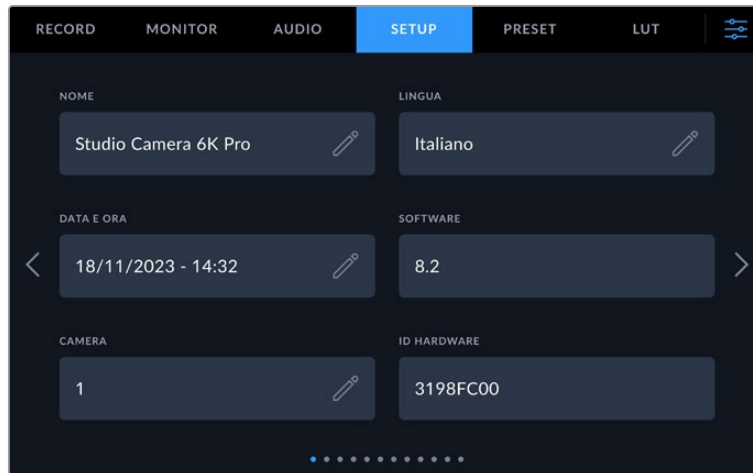 RECORD MONITOR AUDIO SETUP PRESET LUT
NOME LINGUA
Studio Camera 6K Pro Italiano
DATA E ORA SOFTWARE
18/11/2023 - 14:32 8.2
CAMERA ID HARDWARE
1 3198FC00